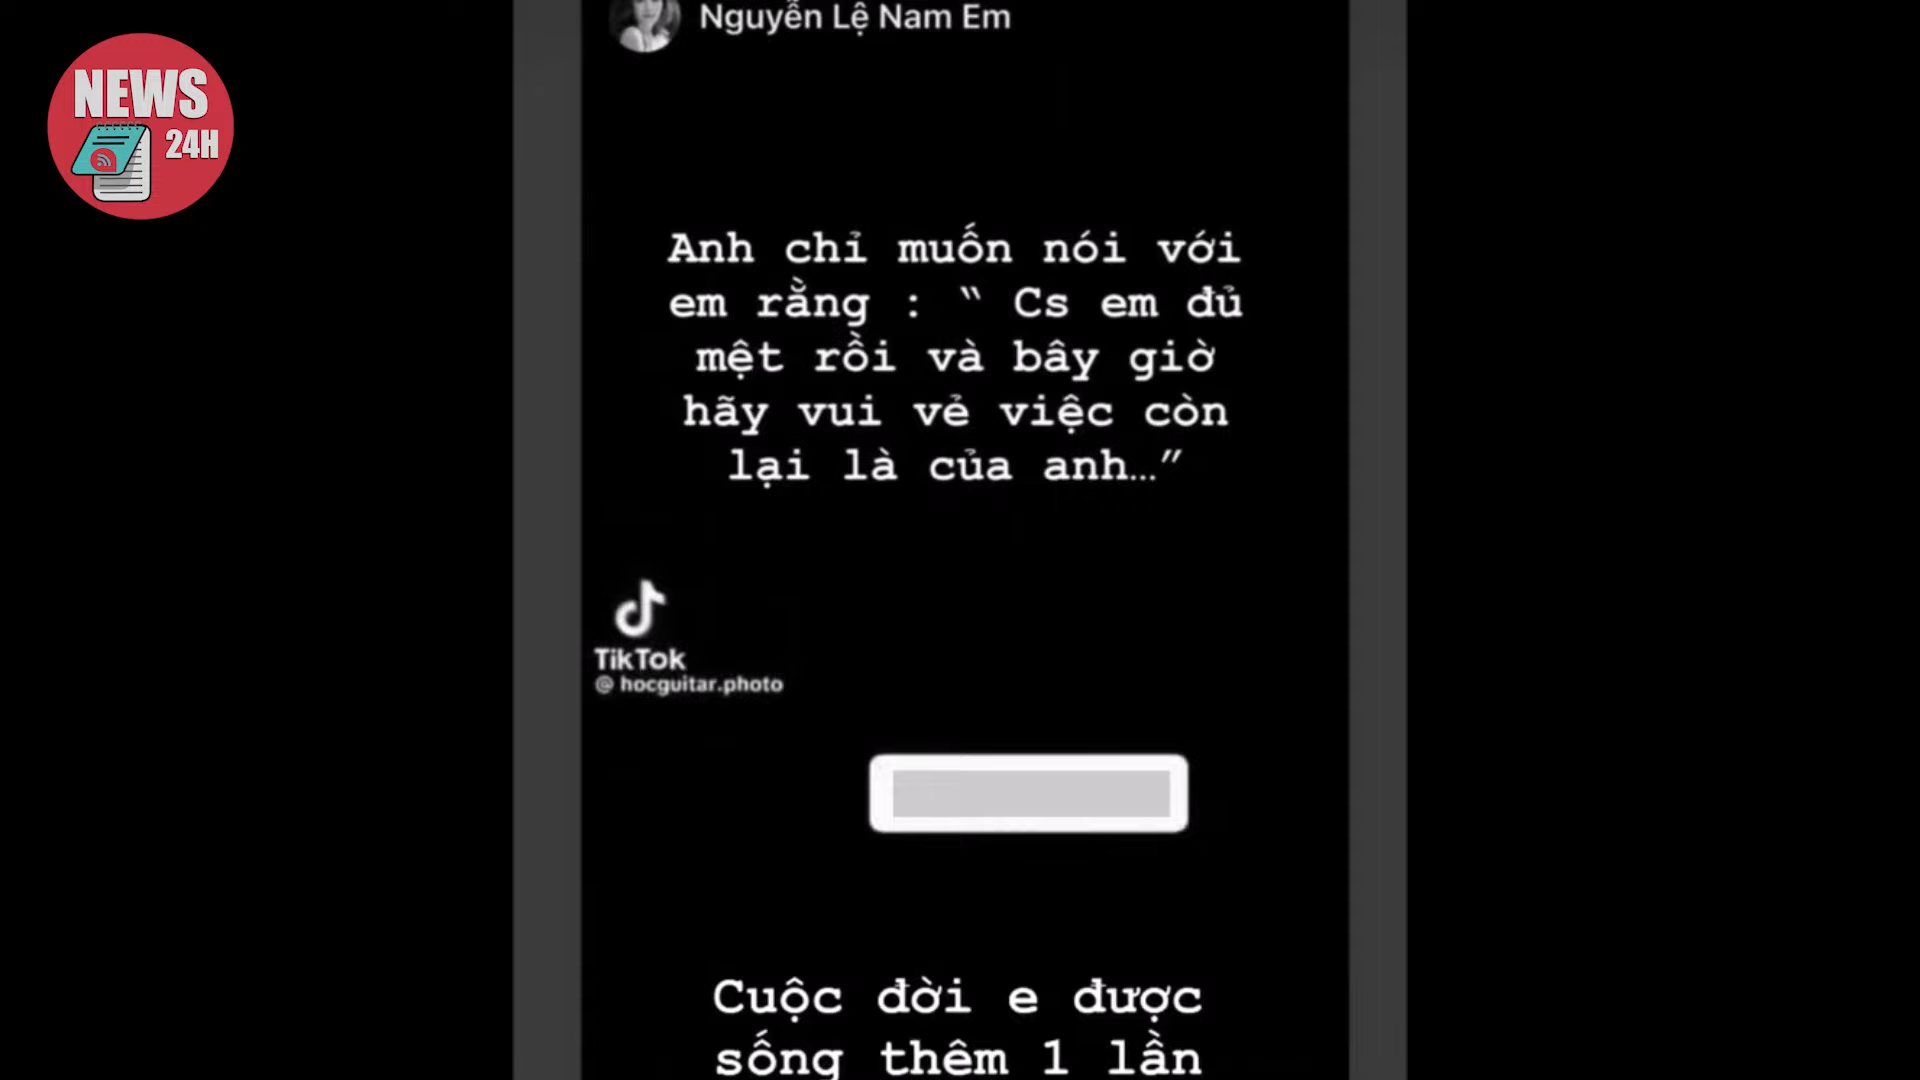 NEWS
24H
Nguyễn Lệ Nam Em
Anh chỉ muốn nói với
em rằng : “ Cs em đủ
mệt rồi và bây giờ
hãy vui vẻ việc còn
lại là của anh…”
TikTok
@ hocguitar.photo
Cuộc đời e được
sống thêm 1 lần